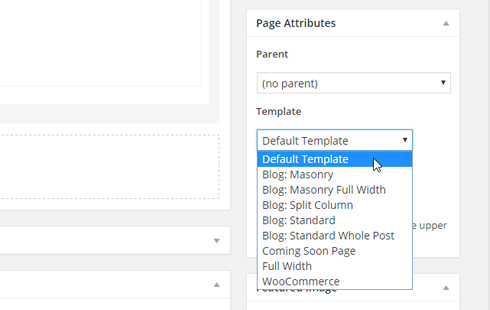 Page Attributes
Parent
(no parent)
Template
Default Template
Default Template
Blog: Masonry
Blog: Masonry Full Width
Blog: Split Column
Blog: Standard
e upper
Blog: Standard Whole Post
Coming Soon Page
Full Width
WooCommerce
Featured Image